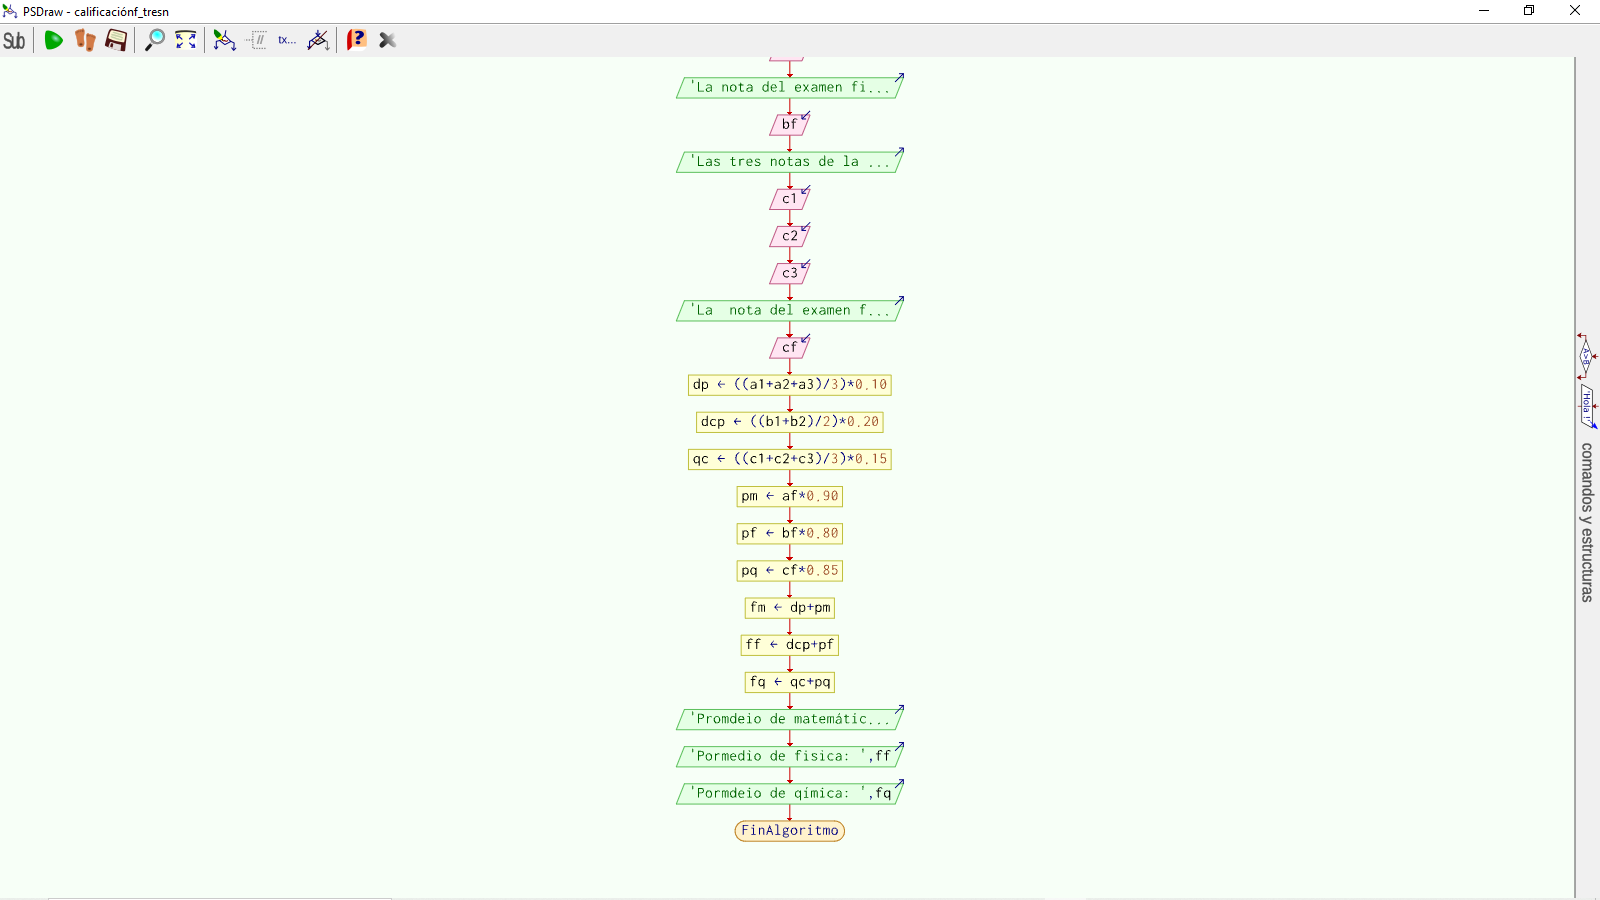 PSDraw - calificaciónf_tresn
Sub
tx...
'La nota del examen fi...
bf
'Las tres notas de la ...
c1
c2
c3
'La  nota del examen f...
cf
dp ← ((a1+a2+a3)/3)*0.10
dcp ← ((b1+b2)/2)*0.20
qc ← ((c1+c2+c3)/3)*0.15
pm ← af*0.90
pf ← bf*0.80
pq ← cf*0.85
fm ← dp+pm
ff ← dcp+pf
fq ← qc+pq
'Promdeio de matemátic...
'Pormedio de fisica: ',ff
'Pormdeio de qímica: ',fq
FinAlgoritmo
A>B
'Hola !'
comandos y estructuras